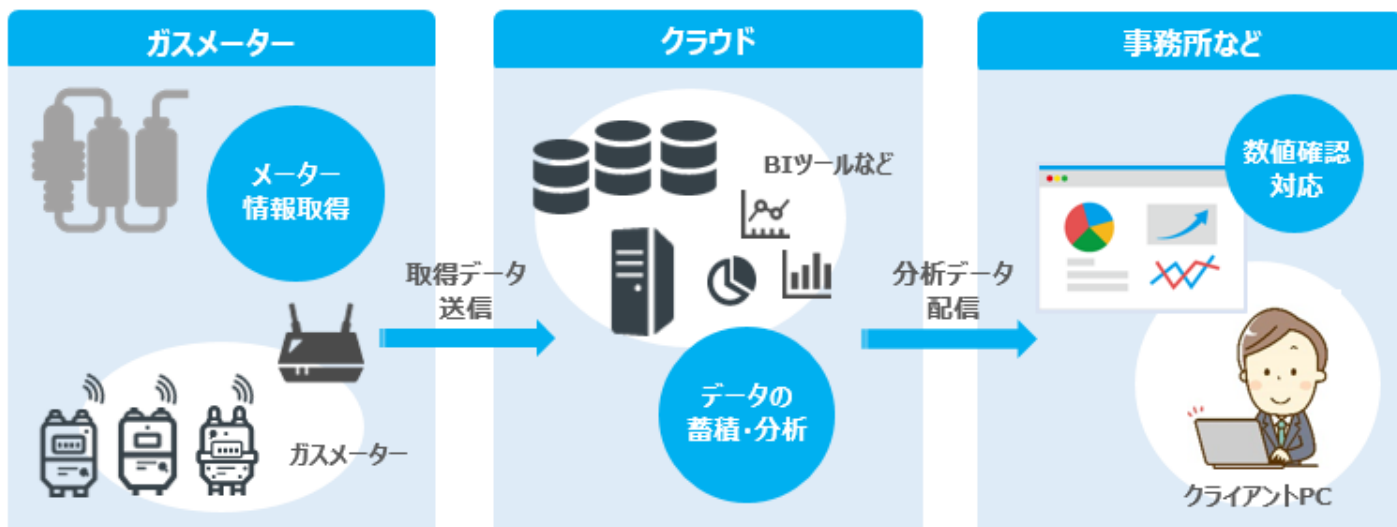 ガスメーター
メーター
情報取得
ガスメーター
取得データ
送信
クラウド
BIツールなど
データの
蓄積・分析
分析データ
配信
事務所など
数値確認
対応
クライアントPC